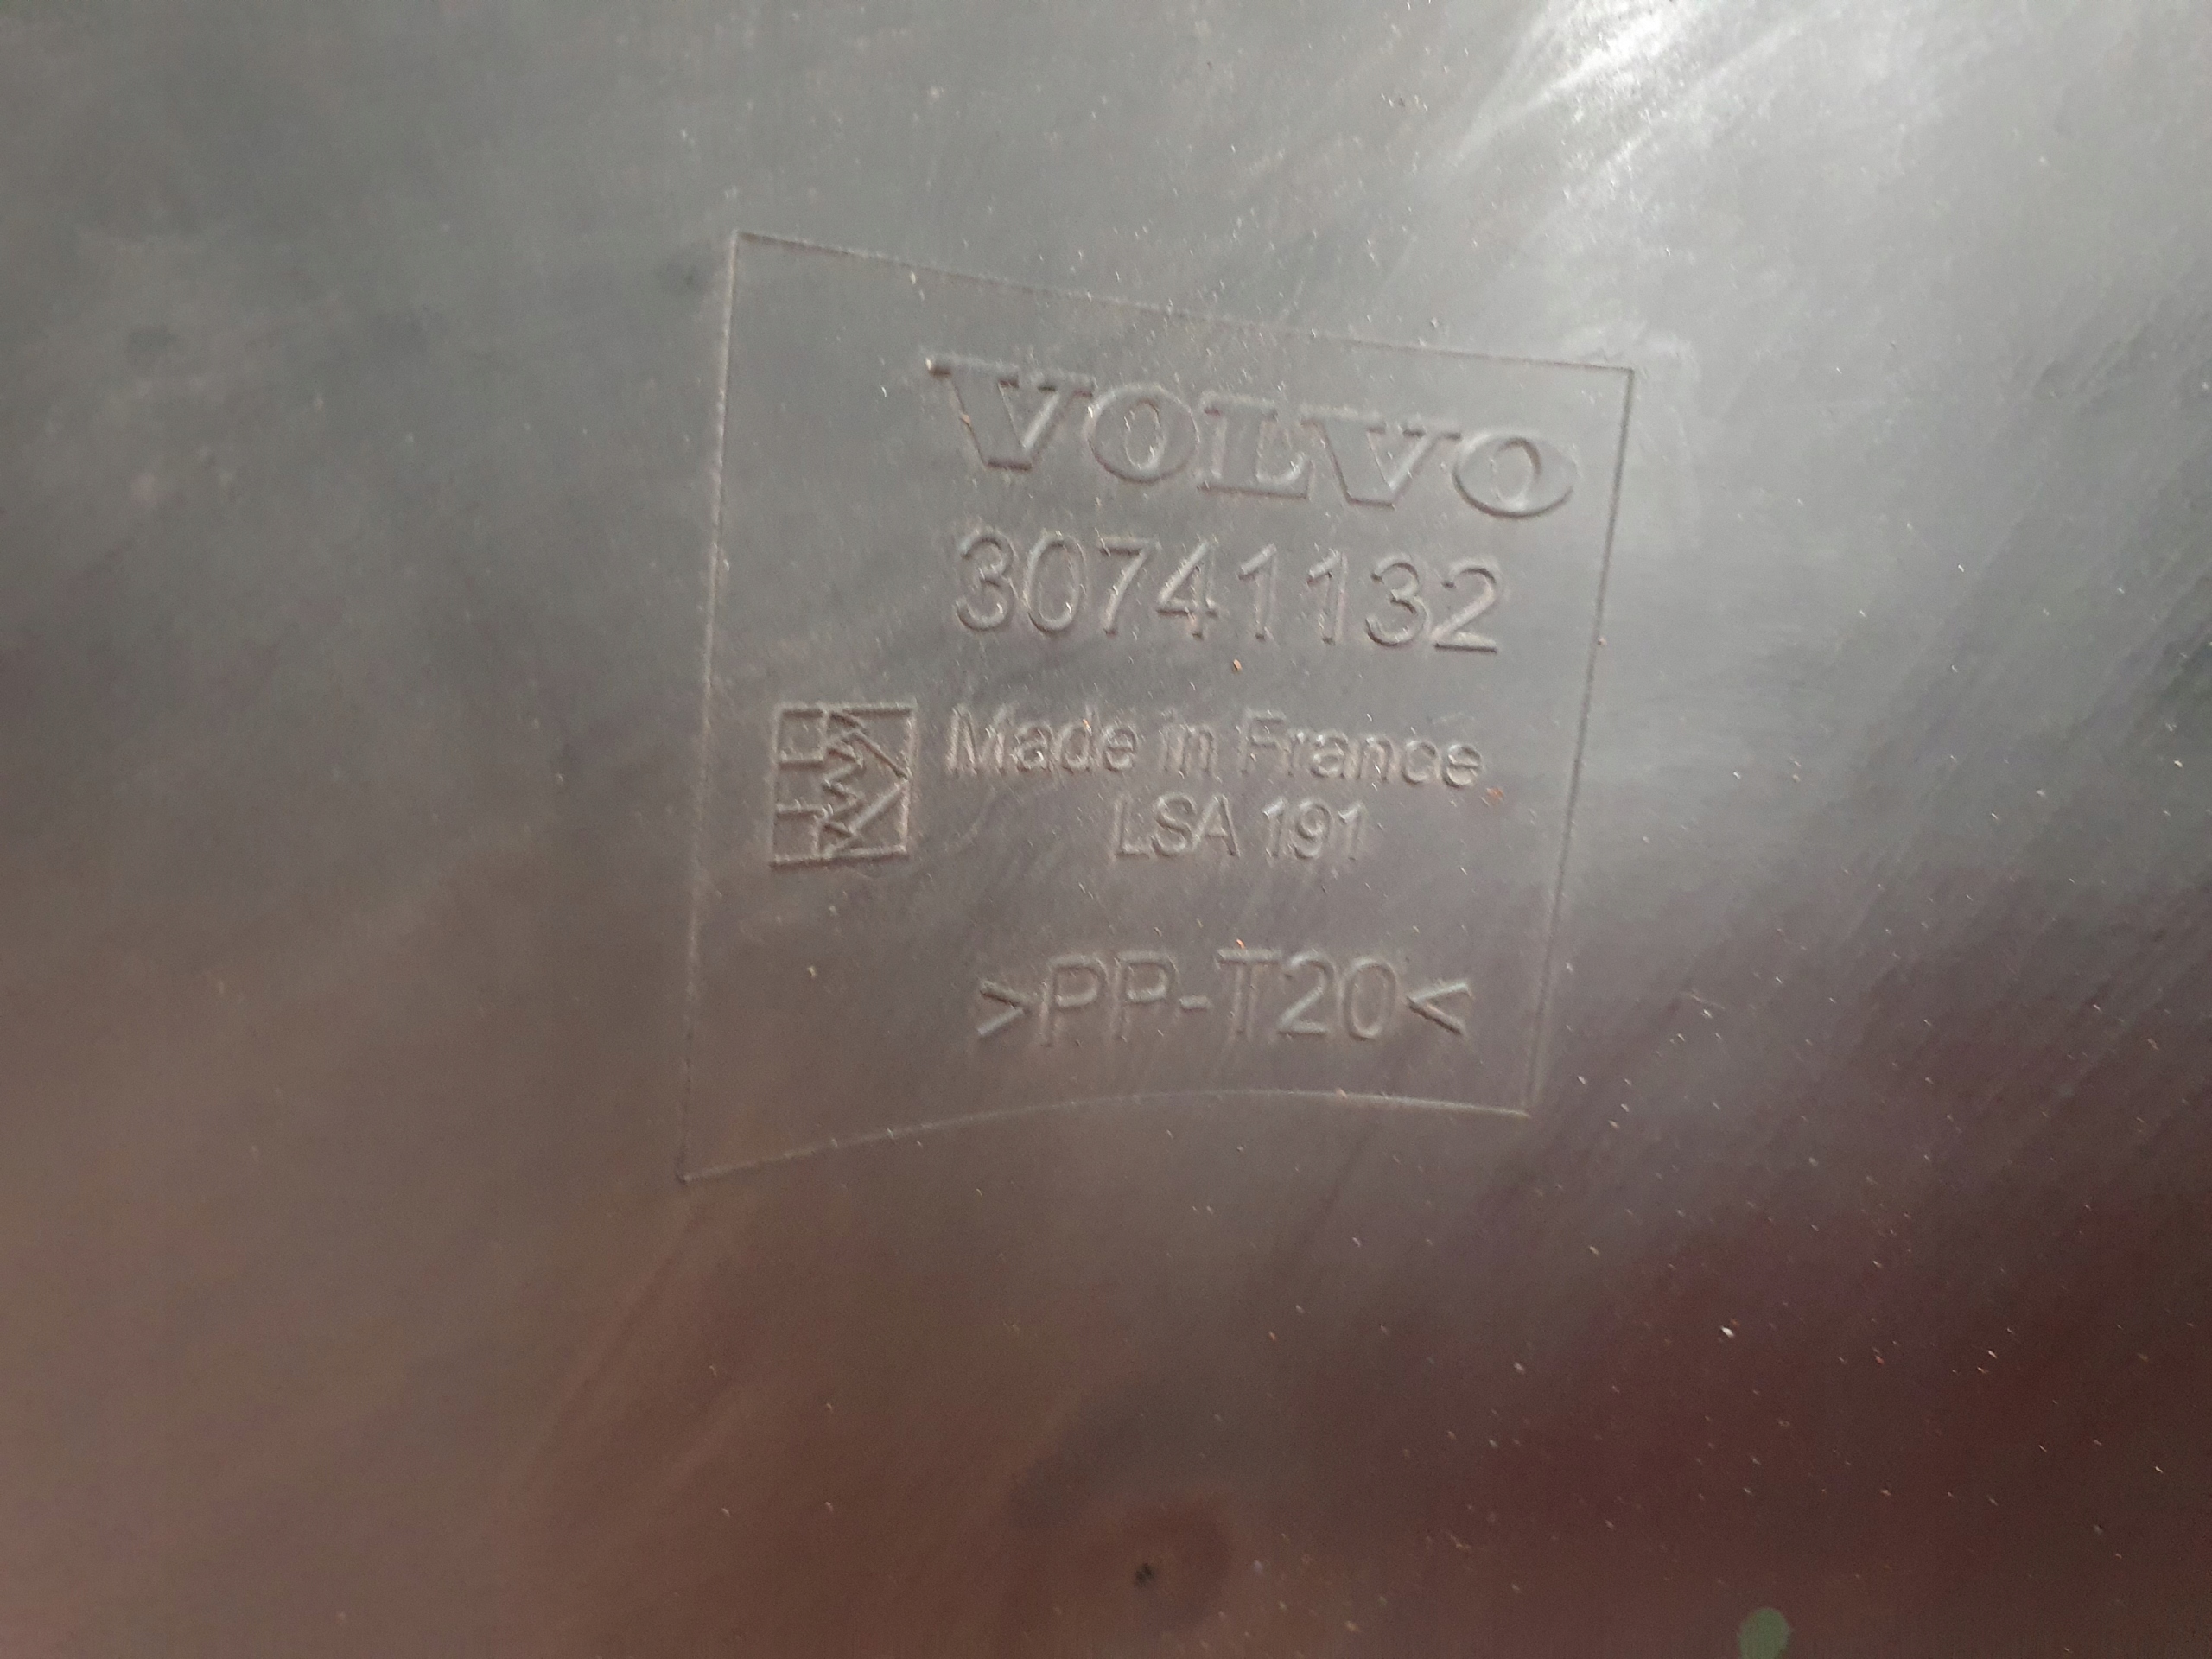 VOLVO
30741132
Made in France
LSA 191
>PP-T20<